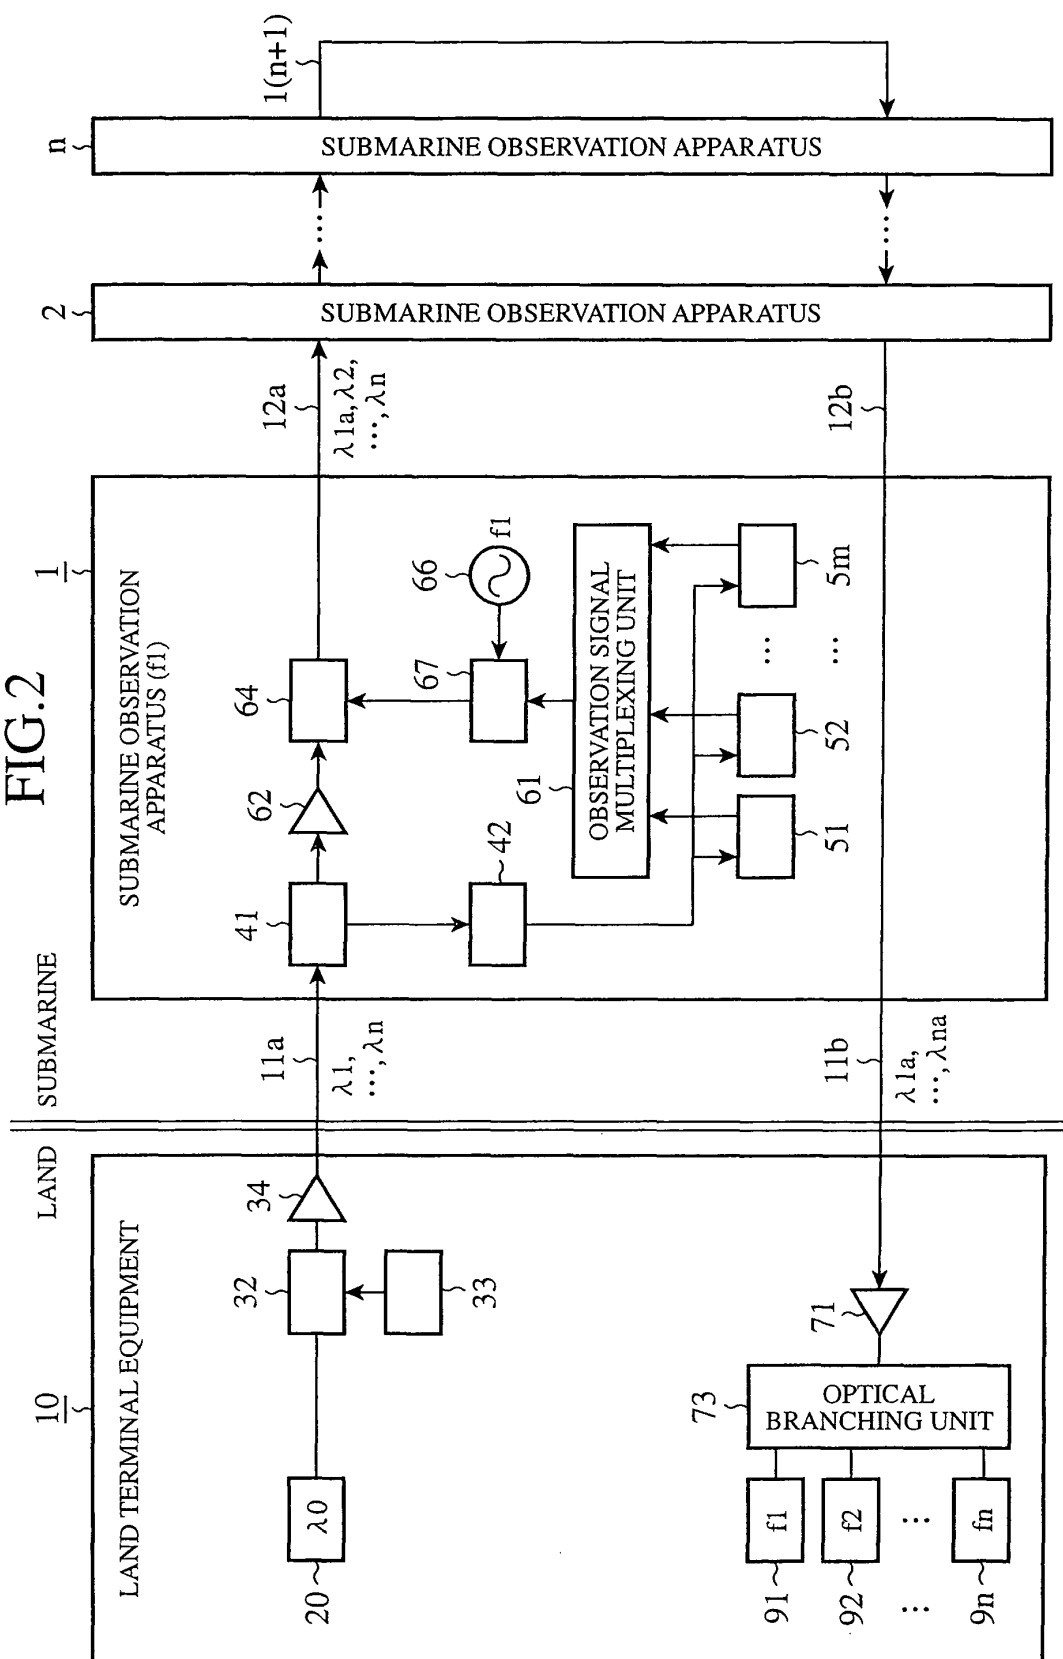 FIG.2
LAND
SUBMARINE
10
LAND TERMINAL EQUIPMENT
20
λ0
32
33
34
11a
λ1,
…, λn
1
SUBMARINE OBSERVATION
APPARATUS (f1)
41
42
62
64
67
66
f1
61
OBSERVATION SIGNAL
MULTIPLEXING UNIT
51
52
…
…
5m
12a
λ1a, λ2,
…, λn
2
SUBMARINE OBSERVATION APPARATUS
…
…
n
SUBMARINE OBSERVATION APPARATUS
1(n+1)
12b
11b
λ1a,
…, λna
71
73
OPTICAL
BRANCHING UNIT
f1
f2
…
fn
91
92
…
9n